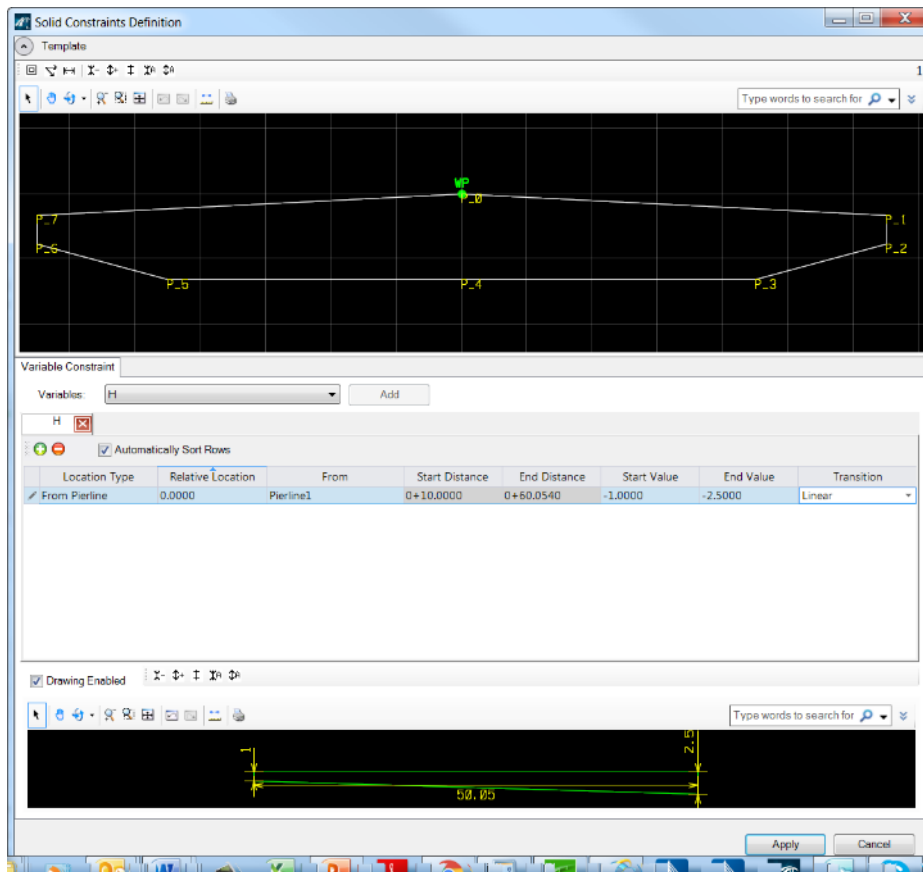 Solid Constraints Definition
Template
1
Type words to search for
WP
P_0
P_7
P_1
P_6
P_2
P_5
P_4
P_3
Variable Constraint
Variables: H Add
H
Automatically Sort Rows
Location Type Relative Location From Start Distance End Distance Start Value End Value Transition
From Pierline 0.0000 Pierline1 0+10.0000 0+60.0540 -1.0000 -2.5000 Linear
Drawing Enabled
Type words to search for
1
2.5
50.05
Apply Cancel